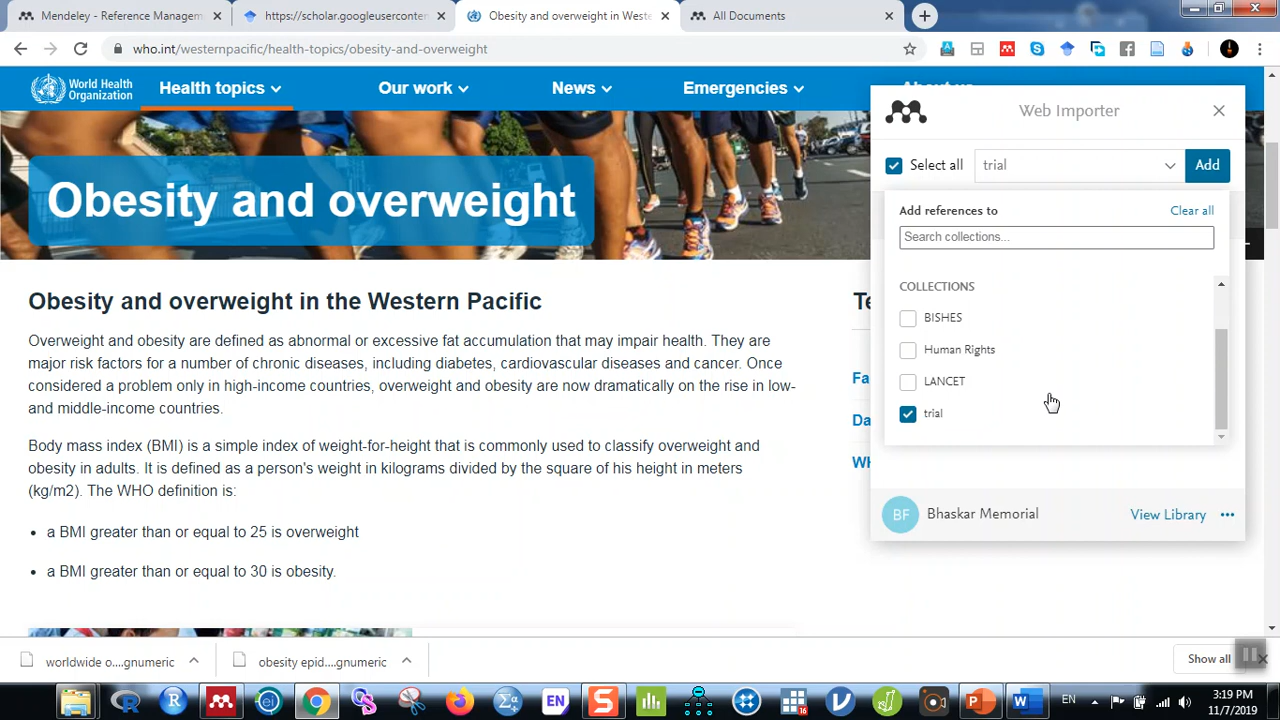 Mendeley - Reference Managem
https://scholar.googleuserconten
Obesity and overweight in Weste
All Documents
who.int/westernpacific/health-topics/obesity-and-overweight
World Health
Organization
Health topics
Our work
News
Emergencies
About us
Obesity and overweight
Web Importer
Select all
trial
Add
Add references to
Clear all
Search collections...
COLLECTIONS
BISHES
Human Rights
LANCET
trial
Bhaskar Memorial
BF
View Library
Obesity and overweight in the Western Pacific
Te
Overweight and obesity are defined as abnormal or excessive fat accumulation that may impair health. They are
major risk factors for a number of chronic diseases, including diabetes, cardiovascular diseases and cancer. Once
considered a problem only in high-income countries, overweight and obesity are now dramatically on the rise in low-
and middle-income countries.
Fa
Da
WH
Body mass index (BMI) is a simple index of weight-for-height that is commonly used to classify overweight and
obesity in adults. It is defined as a person's weight in kilograms divided by the square of his height in meters
(kg/m2). The WHO definition is:
• a BMI greater than or equal to 25 is overweight
• a BMI greater than or equal to 30 is obesity.
worldwide o....gnumeric
obesity epid....gnumeric
Show all
EN
16
EN
3:19 PM
11/7/2019